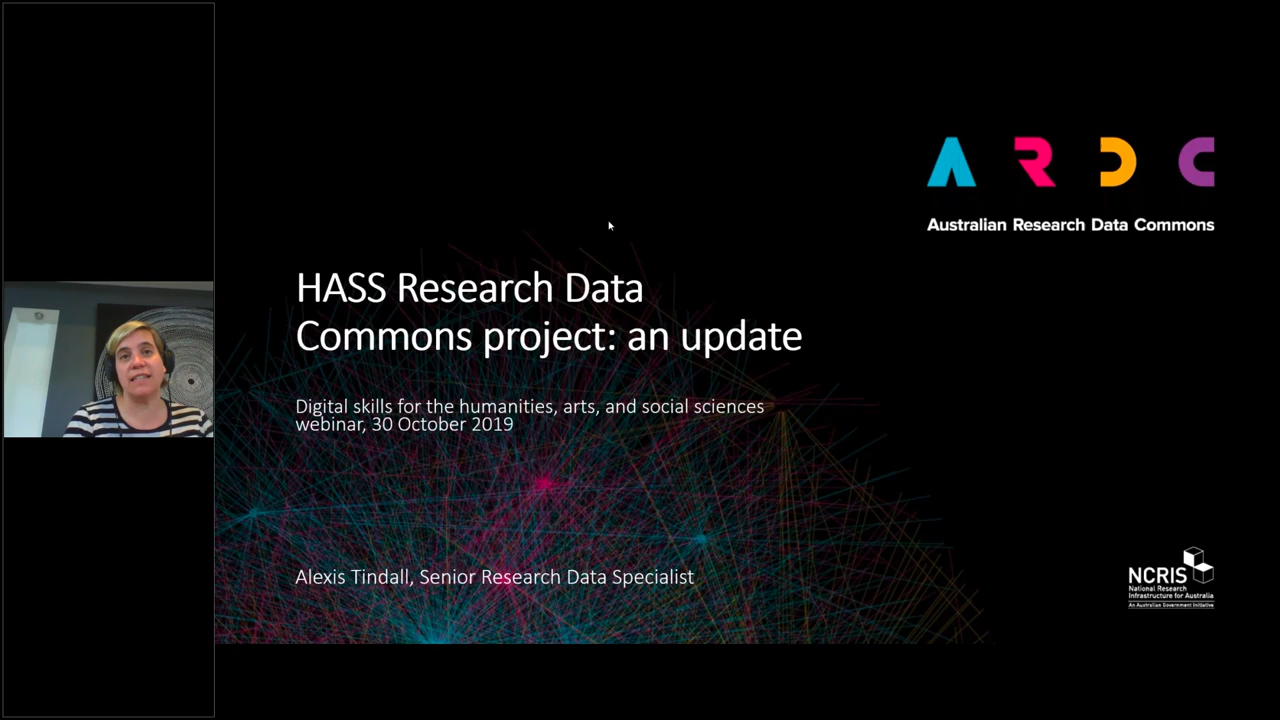 ARDC
Australian Research Data Commons
HASS Research Data
Commons project: an update
Digital skills for the humanities, arts, and social sciences
webinar, 30 October 2019
Alexis Tindall, Senior Research Data Specialist
NCRIS
National Research
Infrastructure for Australia
An Australian Government Initiative